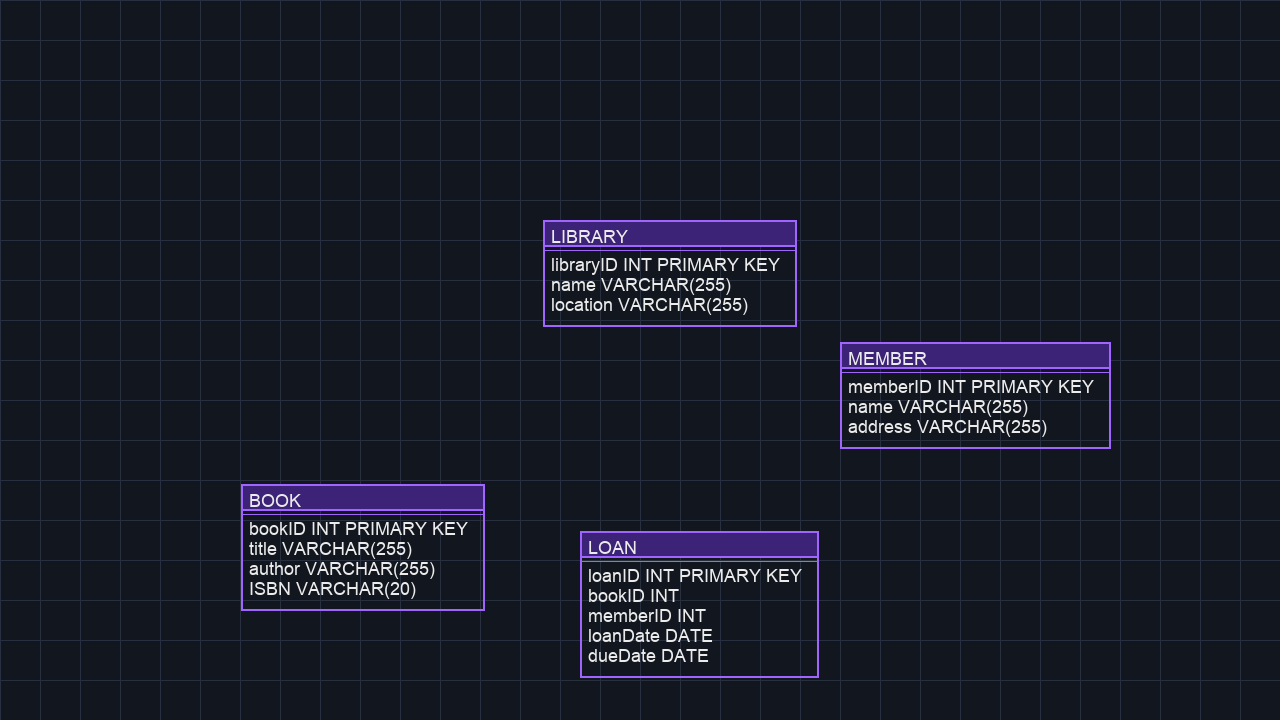 LIBRARY
libraryID INT PRIMARY KEY
name VARCHAR(255)
location VARCHAR(255)
MEMBER
memberID INT PRIMARY KEY
name VARCHAR(255)
address VARCHAR(255)
BOOK
bookID INT PRIMARY KEY
title VARCHAR(255)
author VARCHAR(255)
ISBN VARCHAR(20)
LOAN
loanID INT PRIMARY KEY
bookID INT
memberID INT
loanDate DATE
dueDate DATE